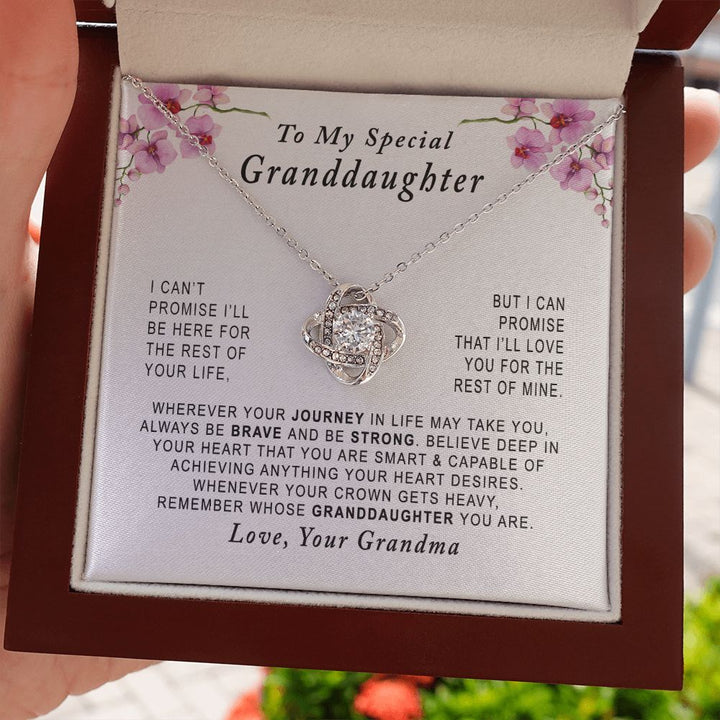 To My Special
Granddaughter
I CAN'T
PROMISE I'LL
BE HERE FOR
THE REST OF
YOUR LIFE,
BUT I CAN
PROMISE
THAT I'LL LOVE
YOU FOR THE
REST OF MINE.
WHEREVER YOUR JOURNEY IN LIFE MAY TAKE YOU,
ALWAYS BE BRAVE AND BE STRONG. BELIEVE DEEP IN
YOUR HEART THAT YOU ARE SMART & CAPABLE OF
ACHIEVING ANYTHING YOUR HEART DESIRES.
WHENEVER YOUR CROWN GETS HEAVY,
REMEMBER WHOSE GRANDDAUGHTER YOU ARE.
Love, Your Grandma